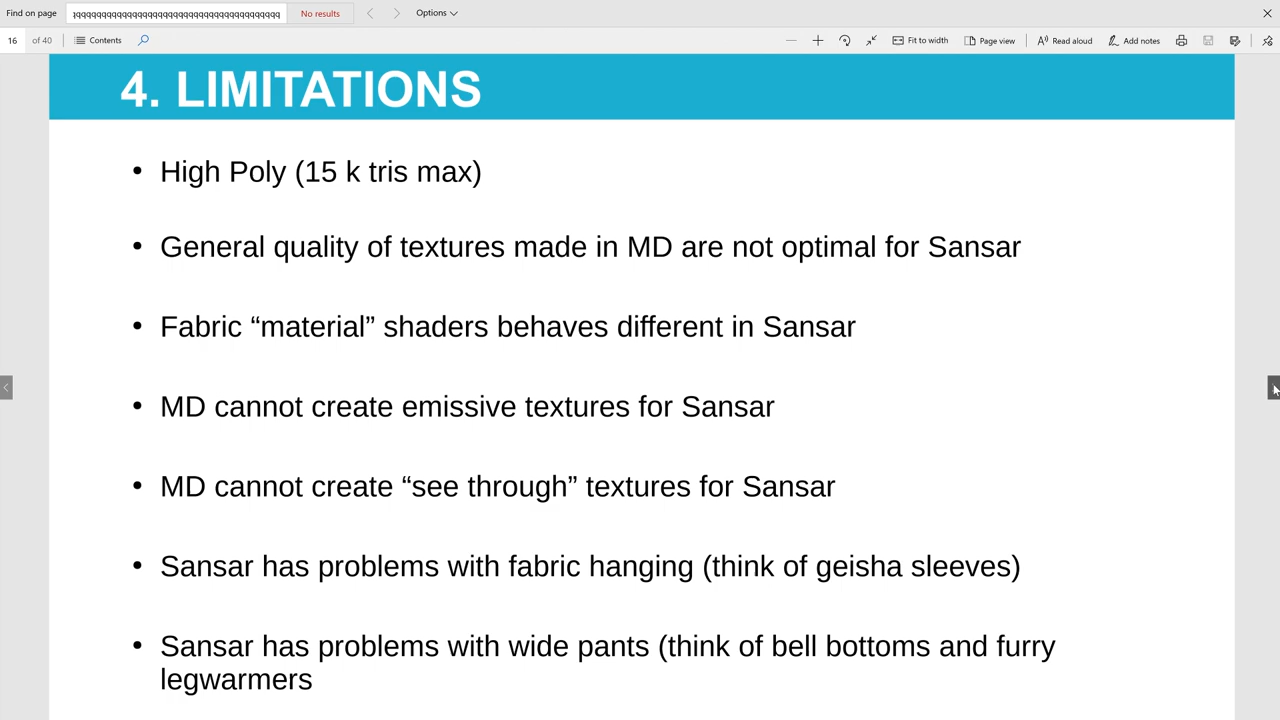 Find on page
No results
Options
16 of 40
Contents
Fit to width
Page view
Read aloud
Add notes
4. LIMITATIONS
• High Poly (15 k tris max)
• General quality of textures made in MD are not optimal for Sansar
• Fabric “material” shaders behaves different in Sansar
• MD cannot create emissive textures for Sansar
• MD cannot create “see through” textures for Sansar
• Sansar has problems with fabric hanging (think of geisha sleeves)
• Sansar has problems with wide pants (think of bell bottoms and furry
legwarmers